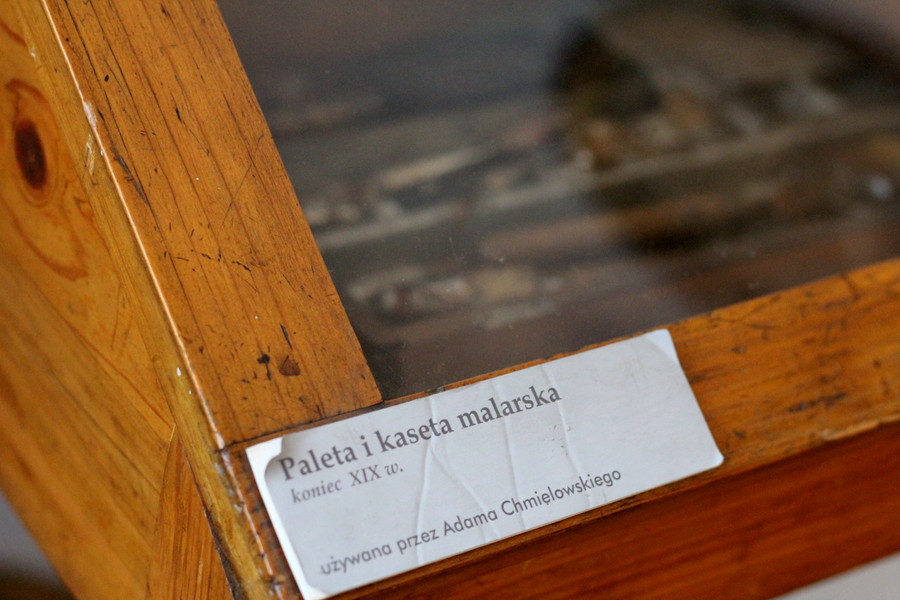 Paleta i kaseta malarska
koniec XIX w.
używana przez Adama Chmielowskiego